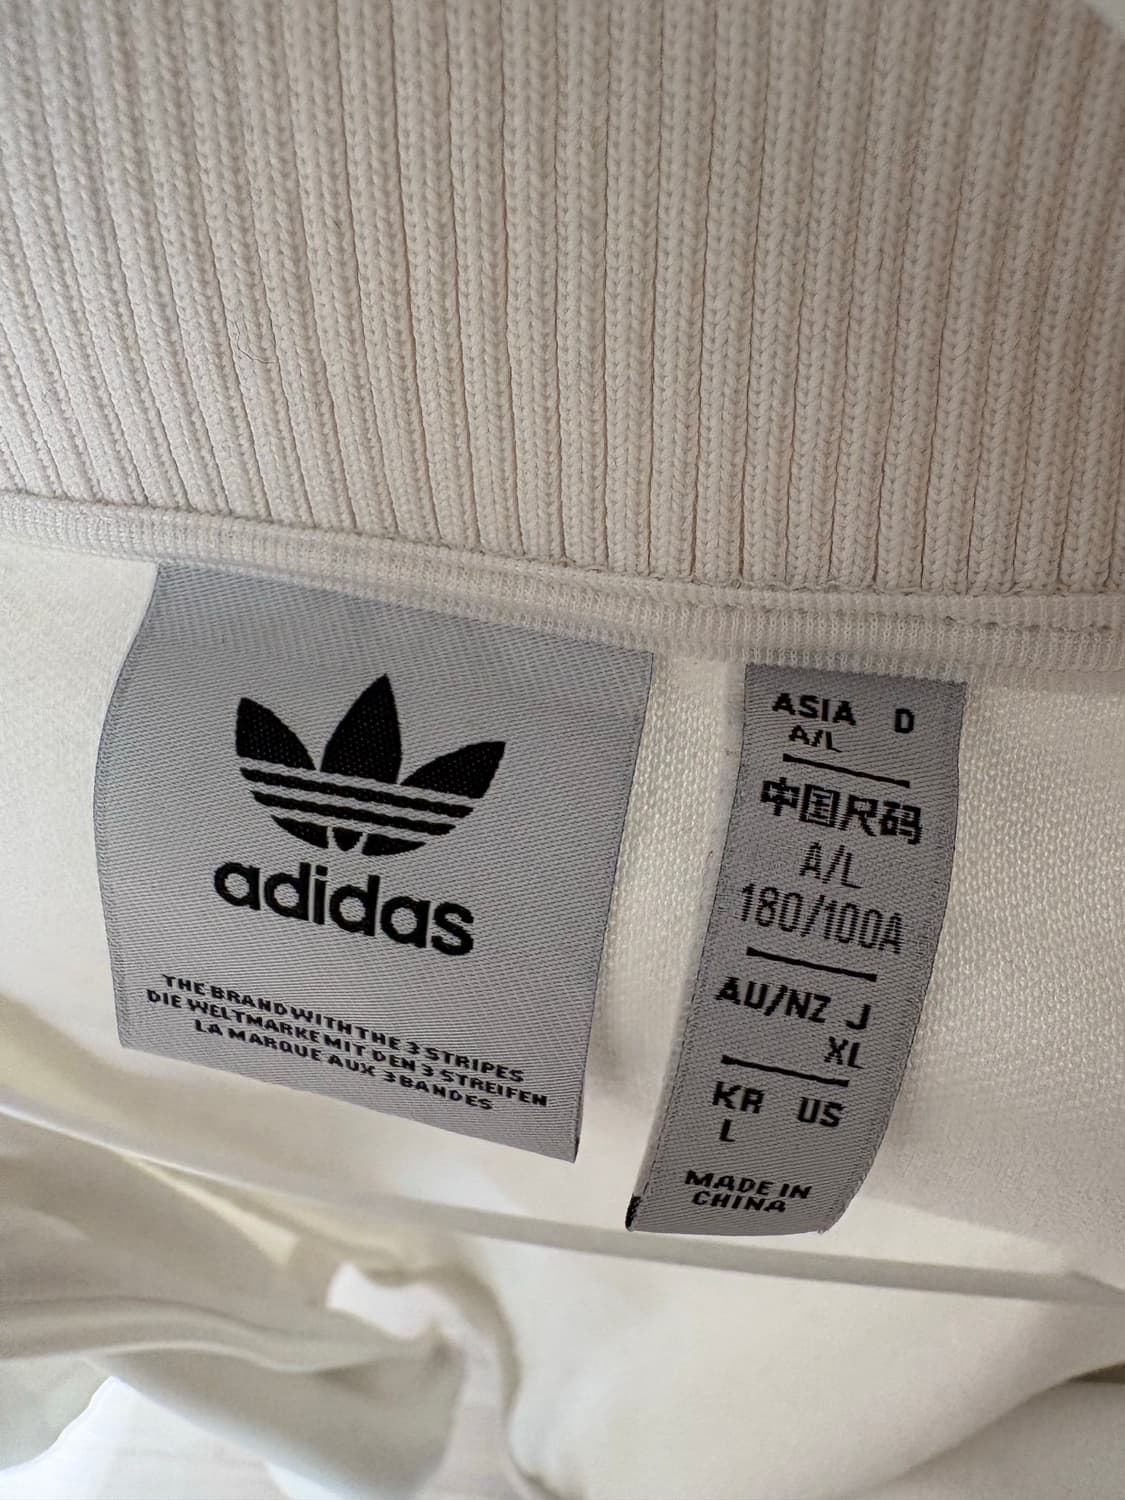 adidas
THE BRAND WITH THE 3 STRIPES
DIE WELTMARKE MIT DEN 3 STREIFEN
LA MARQUE AUX 3 BANDES
ASIA D
A/L
中国尺码
A/L
180/100A
AU/NZ J
XL
KR US
L
MADE IN
CHINA